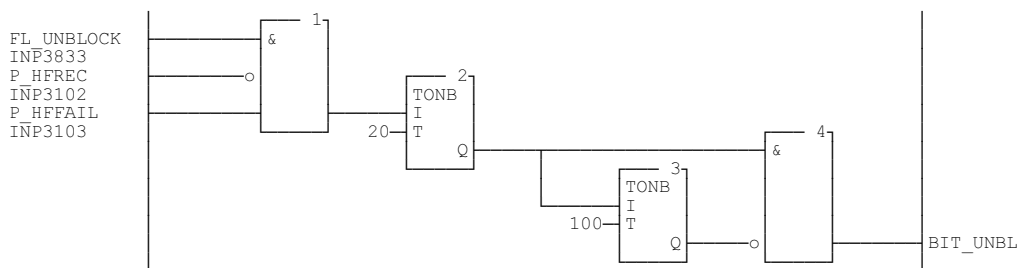 1
FL_UNBLOCK
&
INP3833
P_HFREC
2
INP3102
TONB
P_HFFAIL
I
INP3103
20
T
4
Q
&
3
TONB
I
100
T
Q
BIT_UNBL